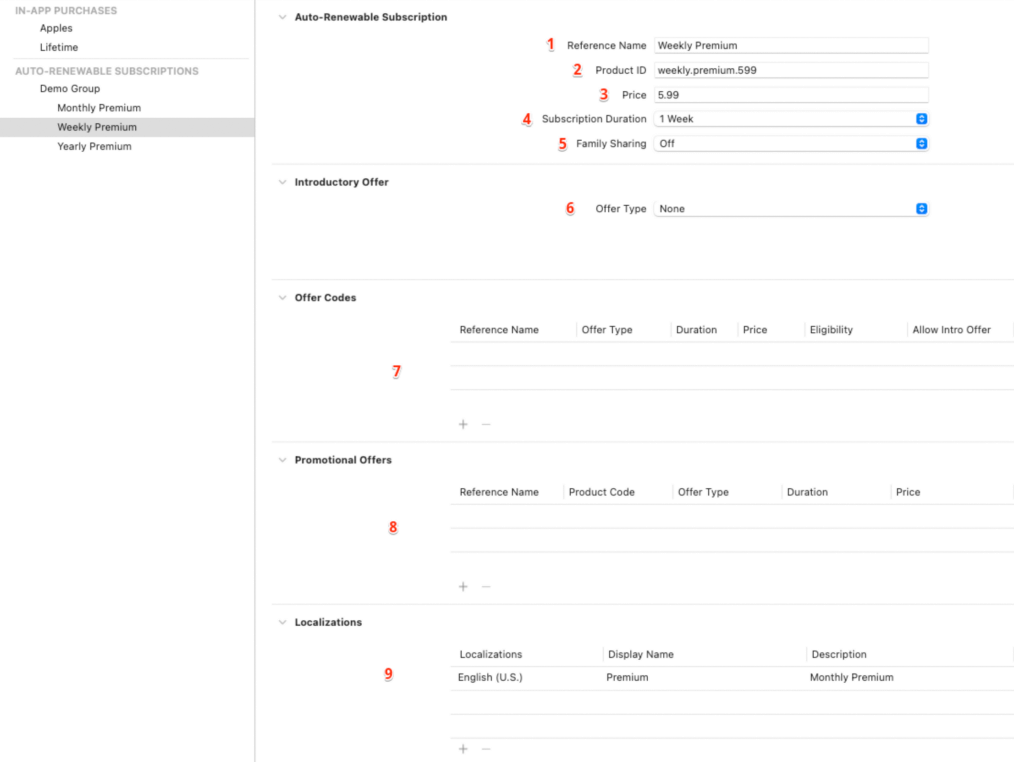 IN-APP PURCHASES
Apples
Lifetime
AUTO-RENEWABLE SUBSCRIPTIONS
Demo Group
Monthly Premium
Weekly Premium
Yearly Premium
Auto-Renewable Subscription
1 Reference Name Weekly Premium
2 Product ID weekly.premium.599
3 Price 5.99
4 Subscription Duration 1 Week
5 Family Sharing Off
Introductory Offer
6 Offer Type None
Offer Codes
Reference Name Offer Type Duration Price Eligibility Allow Intro Offer
7
+ −
Promotional Offers
Reference Name Product Code Offer Type Duration Price
8
+ −
Localizations
Localizations Display Name Description
9
English (U.S.) Premium Monthly Premium
+ −